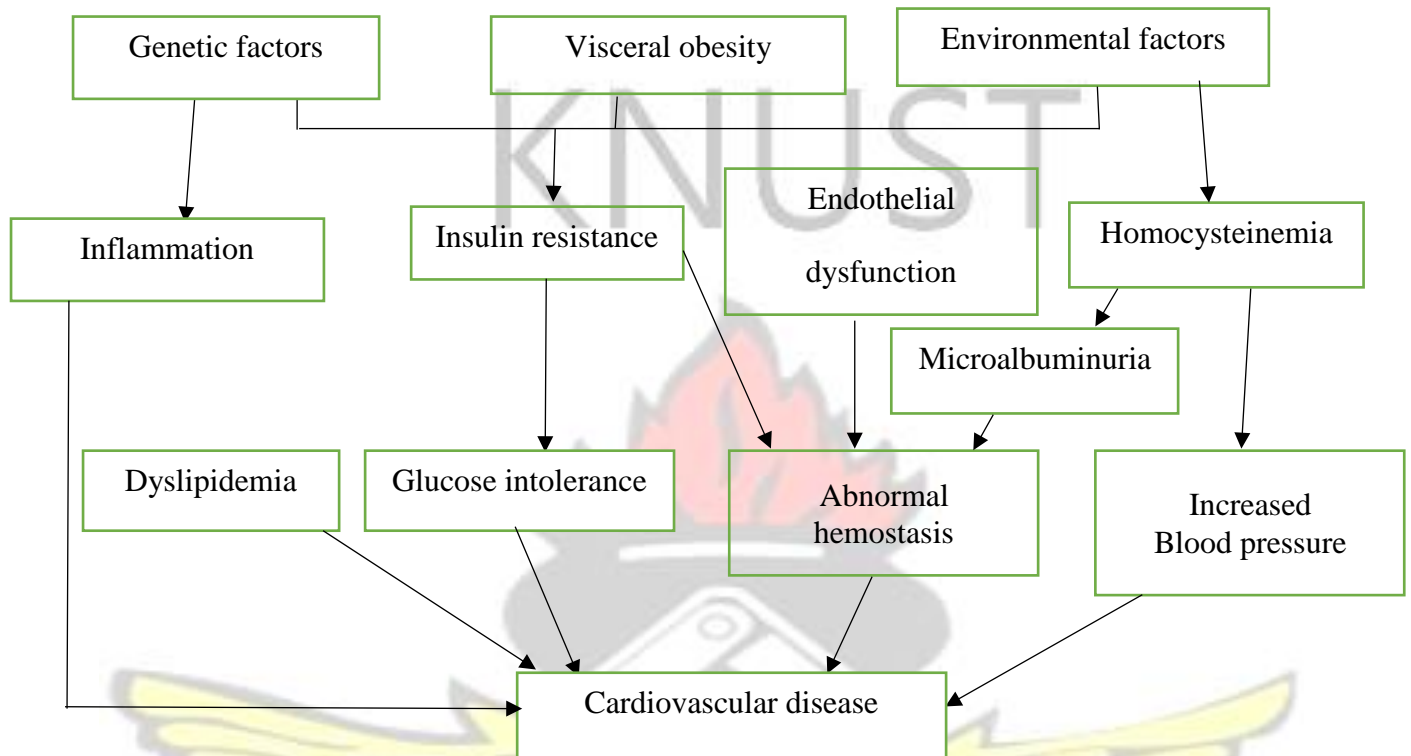 Genetic factors
Visceral obesity
Environmental factors
KNUST
Inflammation
Insulin resistance
Endothelial
dysfunction
Homocysteinemia
Microalbuminuria
Dyslipidemia
Glucose intolerance
Abnormal
hemostasis
Increased
Blood pressure
Cardiovascular disease